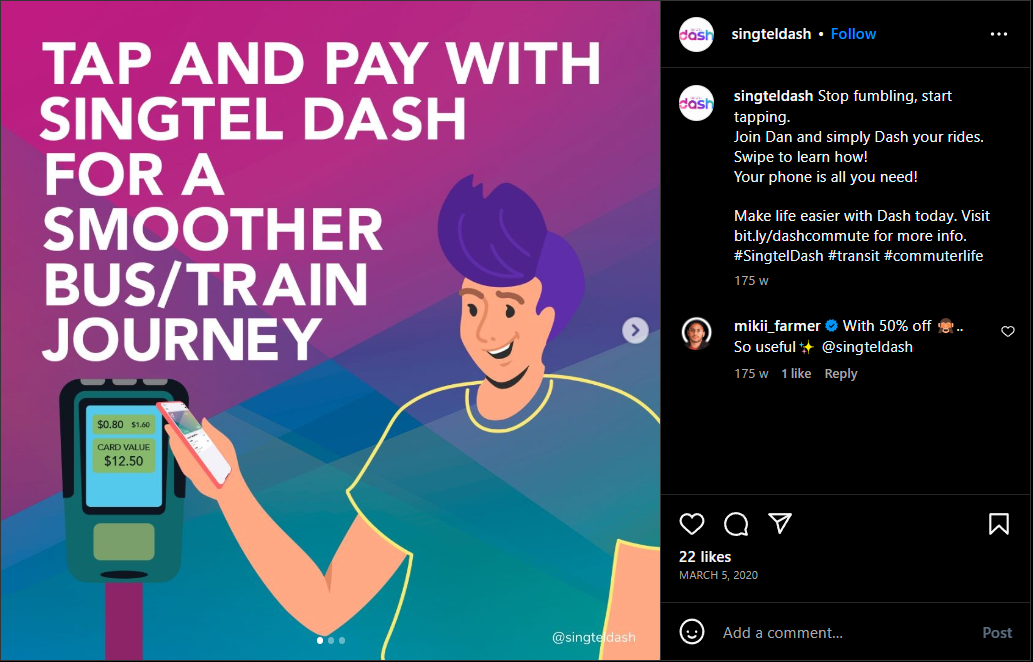 TAP AND PAY WITH
SINGTEL DASH
FOR A
SMOOTHER
BUS/TRAIN
JOURNEY
$0.80 $1.60
CARD VALUE
$12.50
@singteldash
dash
singteldash • Follow
dash
singteldash Stop fumbling, start
tapping.
Join Dan and simply Dash your rides.
Swipe to learn how!
Your phone is all you need!
Make life easier with Dash today. Visit
bit.ly/dashcommute for more info.
#SingtelDash #transit #commuterlife
175 w
mikii_farmer With 50% off 🙊..
So useful✨ @singteldash
175 w 1 like Reply
22 likes
MARCH 5, 2020
Add a comment...
Post